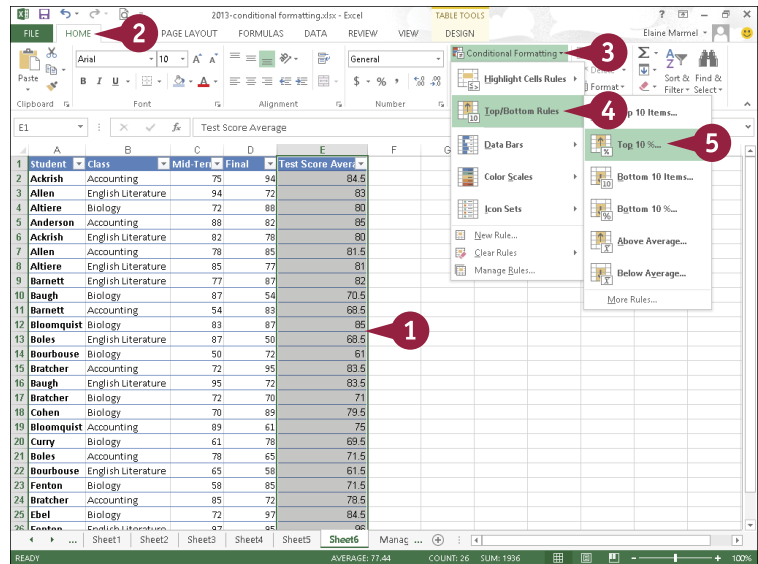 2013-conditional formatting.xlsx - Excel
TABLE TOOLS
FILE HOME PAGE LAYOUT FORMULAS DATA REVIEW VIEW DESIGN Elaine Marmel
2
Arial 10 A A General Conditional Formatting
3
Paste B I U A $ % , Format Sort & Filter Find & Select
Clipboard Font Alignment Number
E1 fx Test Score Average
Highlight Cells Rules
Top/Bottom Rules
4
Data Bars
Color Scales
Icon Sets
New Rule...
Clear Rules
Manage Rules...
10 Items...
Top 10 %...
5
Bottom 10 Items...
Bottom 10 %...
Above Average...
Below Average...
More Rules...
A B C D E F G
1 Student Class Mid-Tern Final Test Score Avera
2 Ackrish Accounting 75 94 84.5
3 Allen English Literature 94 72 83
4 Altiere Biology 72 88 80
5 Anderson Accounting 88 82 85
6 Ackrish English Literature 82 78 80
7 Allen Accounting 78 85 81.5
8 Altiere English Literature 85 77 81
9 Barnett English Literature 77 87 82
10 Baugh Biology 87 54 70.5
11 Barnett Accounting 54 83 68.5
12 Bloomquist Biology 83 87 85
1
13 Boles English Literature 87 50 68.5
14 Bourbouse Biology 50 72 61
15 Bratcher Accounting 72 95 83.5
16 Baugh English Literature 95 72 83.5
17 Bratcher Biology 72 70 71
18 Cohen Biology 70 89 79.5
19 Bloomquist Accounting 89 61 75
20 Curry Biology 61 78 69.5
21 Boles Accounting 78 65 71.5
22 Bourbouse English Literature 65 58 61.5
23 Fenton Biology 58 85 71.5
24 Bratcher Accounting 85 72 78.5
25 Ebel Biology 72 97 84.5
26 Fenton English Literature 97 95 96
... Sheet1 Sheet2 Sheet3 Sheet4 Sheet5 Sheet6 Manag ...
READY AVERAGE: 77.44 COUNT: 26 SUM: 1936 100%